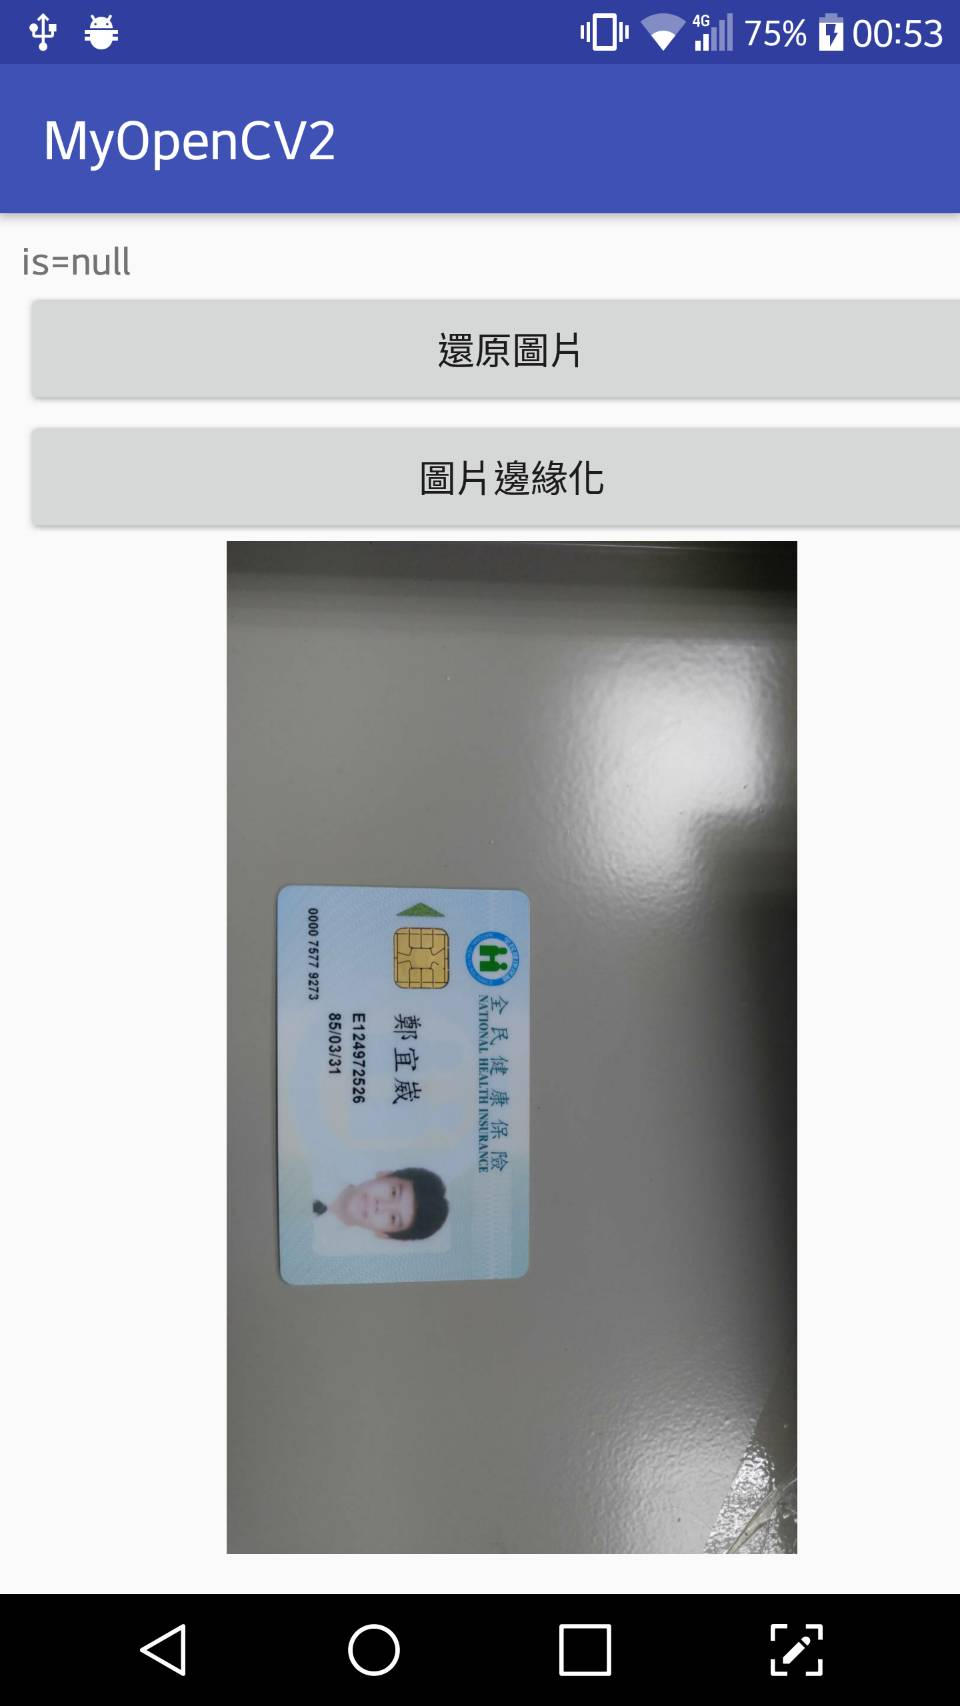 4G 75% 00:53
MyOpenCV2
is=null
還原圖片
圖片邊緣化
全民健康保險
NATIONAL HEALTH INSURANCE
鄭宜崴
E124972526
85/03/31
0000 7577 9273